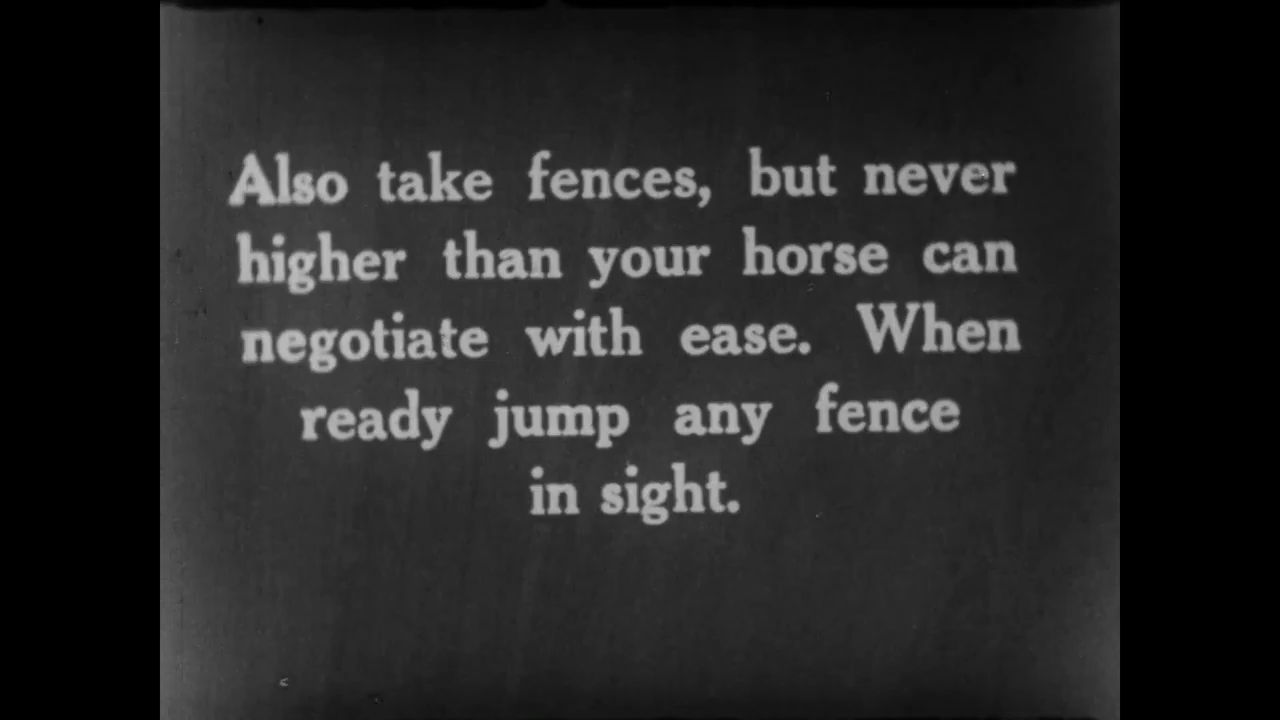 Also take fences, but never
higher than your horse can
negotiate with ease. When
ready jump any fence
in sight.